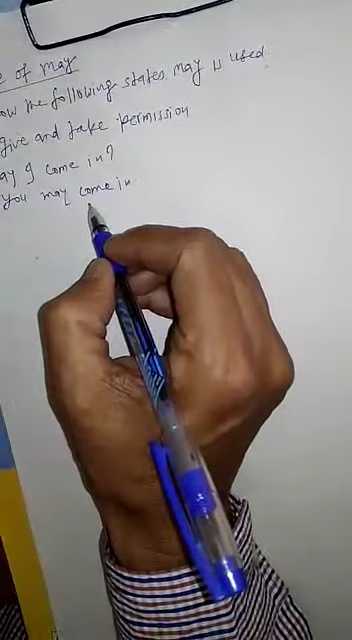 e of may
ow the following states may is used
give and take permission
ay I come in?
you may come in